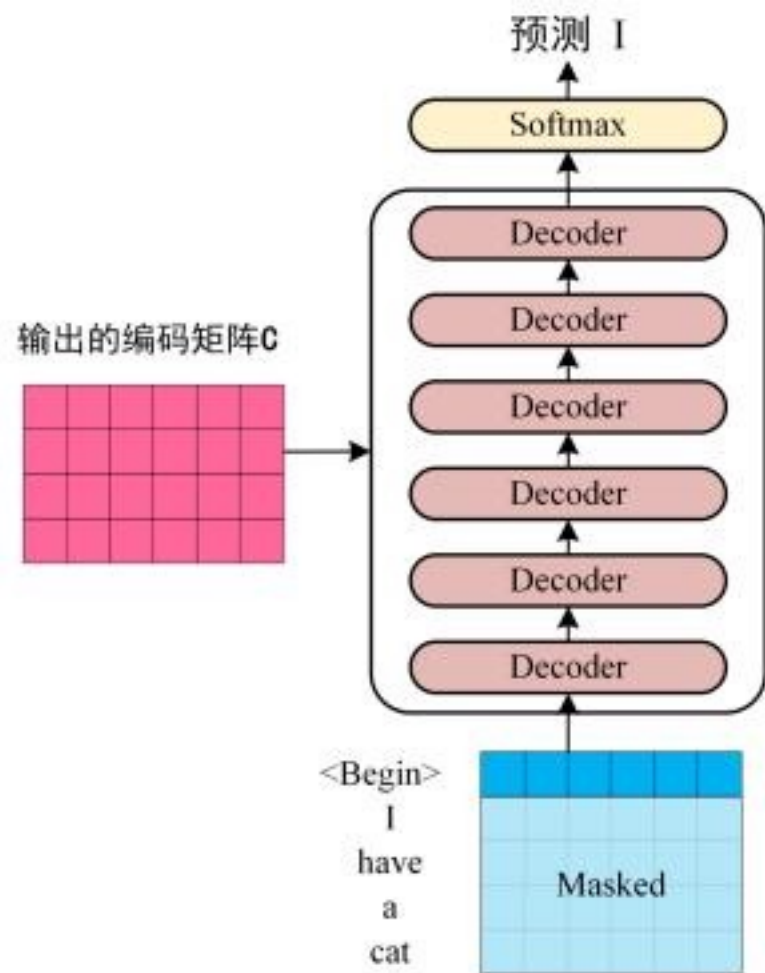 预测 I
Softmax
Decoder
Decoder
Decoder
Decoder
Decoder
Decoder
输出的编码矩阵C
<Begin>
I
have
a
cat
Masked